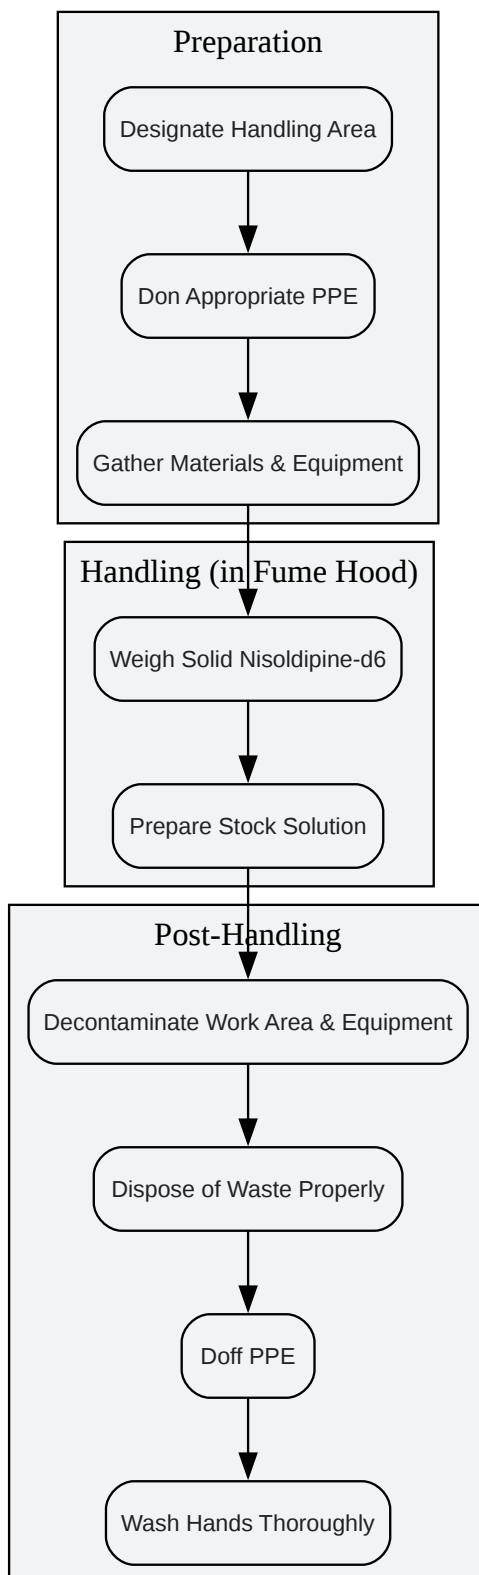 Preparation
Designate Handling Area
Don Appropriate PPE
Gather Materials & Equipment
Handling (in Fume Hood)
Weigh Solid Nisoldipine-d6
Prepare Stock Solution
Post-Handling
Decontaminate Work Area & Equipment
Dispose of Waste Properly
Doff PPE
Wash Hands Thoroughly